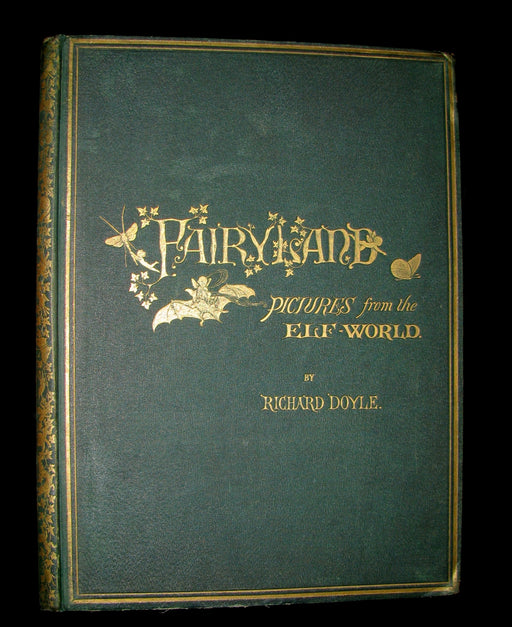 FAIRYLAND
PICTURES from the
ELF-WORLD.
BY
RICHARD DOYLE.